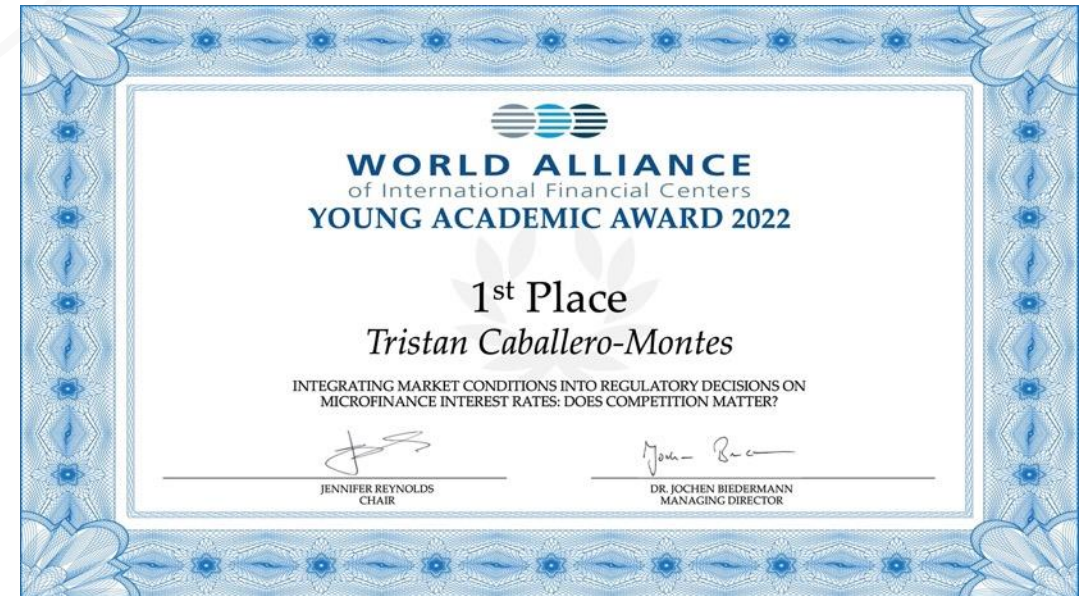 WORLD ALLIANCE
of International Financial Centers
YOUNG ACADEMIC AWARD 2022
1st Place
Tristan Caballero-Montes
INTEGRATING MARKET CONDITIONS INTO REGULATORY DECISIONS ON
MICROFINANCE INTEREST RATES: DOES COMPETITION MATTER?
JENNIFER REYNOLDS
CHAIR
DR. JOCHEN BIEDERMANN
MANAGING DIRECTOR